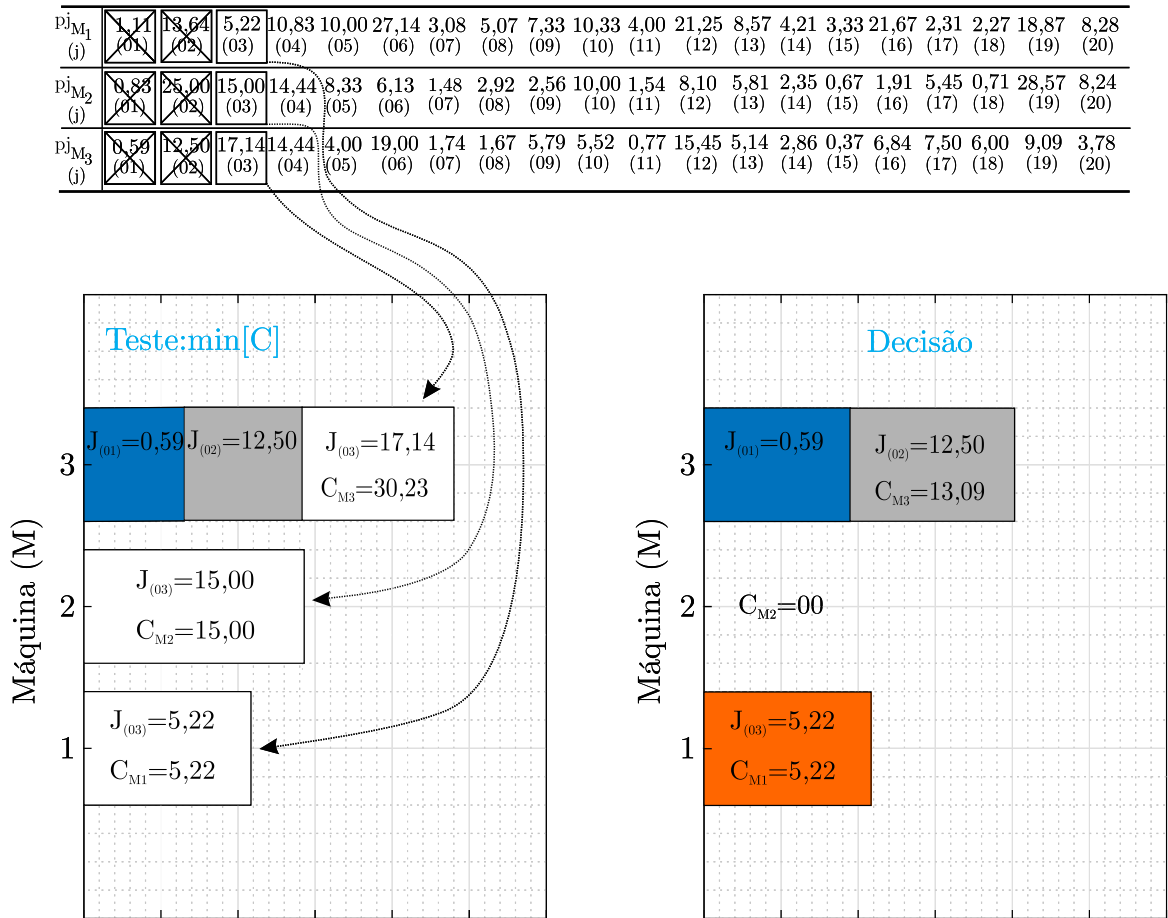 pj_M1 1,11 13,64 5,22 10,83 10,00 27,14 3,08 5,07 7,33 10,33 4,00 21,25 8,57 4,21 3,33 21,67 2,31 2,27 18,87 8,28
(j) (01) (02) (03) (04) (05) (06) (07) (08) (09) (10) (11) (12) (13) (14) (15) (16) (17) (18) (19) (20)
pj_M2 0,83 25,00 15,00 14,44 8,33 6,13 1,48 2,92 2,56 10,00 1,54 8,10 5,81 2,35 0,67 1,91 5,45 0,71 28,57 8,24
(j) (01) (02) (03) (04) (05) (06) (07) (08) (09) (10) (11) (12) (13) (14) (15) (16) (17) (18) (19) (20)
pj_M3 0,59 12,50 17,14 14,44 4,00 19,00 1,74 1,67 5,79 5,52 0,77 15,45 5,14 2,86 0,37 6,84 7,50 6,00 9,09 3,78
(j) (01) (02) (03) (04) (05) (06) (07) (08) (09) (10) (11) (12) (13) (14) (15) (16) (17) (18) (19) (20)
Teste:min[C]
J(01)=0,59 J(02)=12,50 J(03)=17,14
3
C_M3=30,23
J(03)=15,00
2
C_M2=15,00
J(03)=5,22
1
C_M1=5,22
Máquina (M)
Decisão
J(01)=0,59 J(02)=12,50
3
C_M3=13,09
2 C_M2=00
J(03)=5,22
1
C_M1=5,22
Máquina (M)